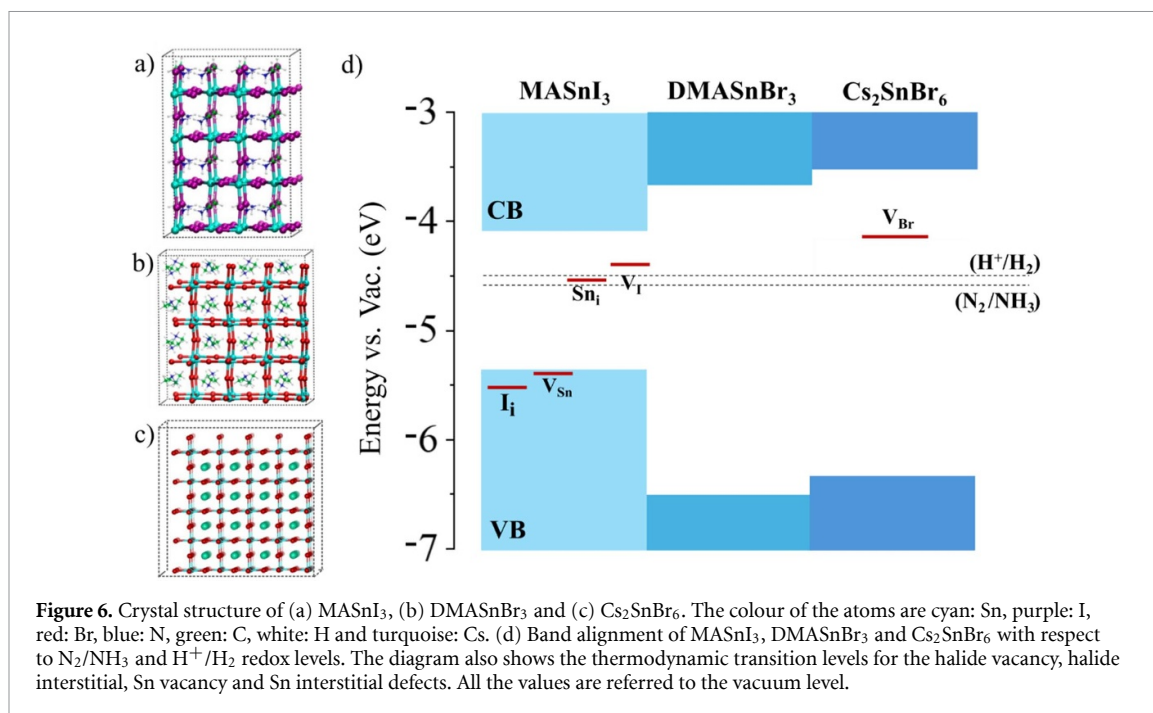 a)
b)
c)
d)
MASnI₃ DMASnBr₃ Cs₂SnBr₆
Energy vs. Vac. (eV)
-3
-4
-5
-6
-7
CB
V_Br
(H⁺/H₂)
Sn_i
V_I
(N₂/NH₃)
I_i
V_Sn
VB
Figure 6. Crystal structure of (a) MASnI₃, (b) DMASnBr₃ and (c) Cs₂SnBr₆. The colour of the atoms are cyan: Sn, purple: I,
red: Br, blue: N, green: C, white: H and turquoise: Cs. (d) Band alignment of MASnI₃, DMASnBr₃ and Cs₂SnBr₆ with respect
to N₂/NH₃ and H⁺/H₂ redox levels. The diagram also shows the thermodynamic transition levels for the halide vacancy, halide
interstitial, Sn vacancy and Sn interstitial defects. All the values are referred to the vacuum level.